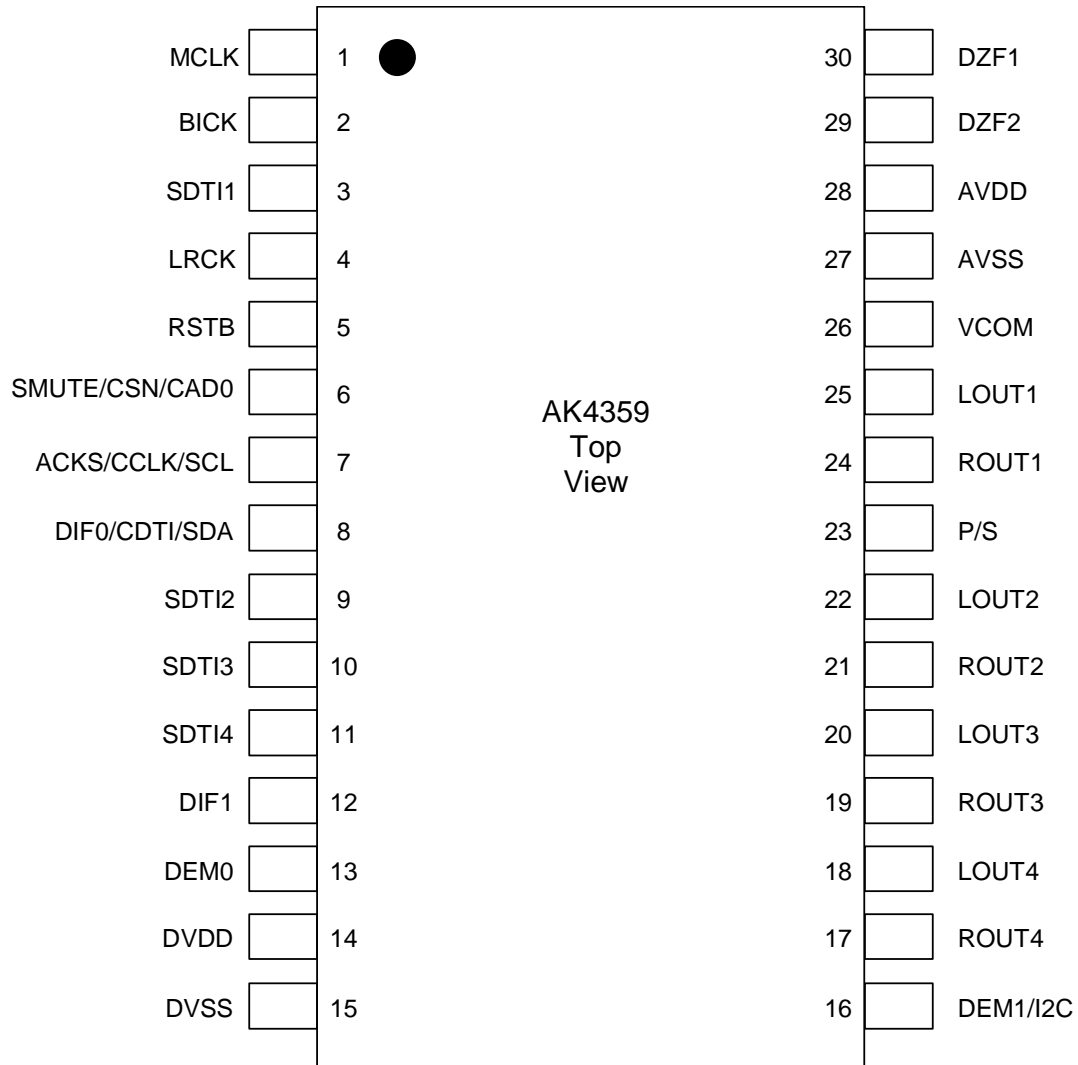 MCLK 1 30 DZF1
BICK 2 29 DZF2
SDTI1 3 28 AVDD
LRCK 4 27 AVSS
RSTB 5 26 VCOM
SMUTE/CSN/CAD0 6 25 LOUT1
AK4359
Top
View
ACKS/CCLK/SCL 7 24 ROUT1
DIF0/CDTI/SDA 8 23 P/S
SDTI2 9 22 LOUT2
SDTI3 10 21 ROUT2
SDTI4 11 20 LOUT3
DIF1 12 19 ROUT3
DEM0 13 18 LOUT4
DVDD 14 17 ROUT4
DVSS 15 16 DEM1/I2C